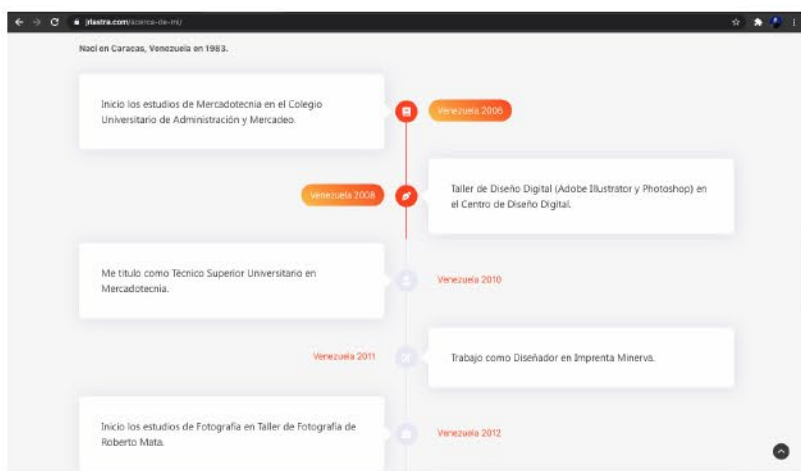 jrlastra.com/acerca-de-mi/
Nací en Caracas, Venezuela en 1983.
Inicio los estudios de Mercadotecnia en el Colegio
Universitario de Administración y Mercadeo.
Venezuela 2006
Venezuela 2008
Taller de Diseño Digital (Adobe Illustrator y Photoshop) en
el Centro de Diseño Digital.
Me titulo como Técnico Superior Universitario en
Mercadotecnia.
Venezuela 2010
Venezuela 2011
Trabajo como Diseñador en Imprenta Minerva.
Inicio los estudios de Fotografía en Taller de Fotografía de
Roberto Mata.
Venezuela 2012